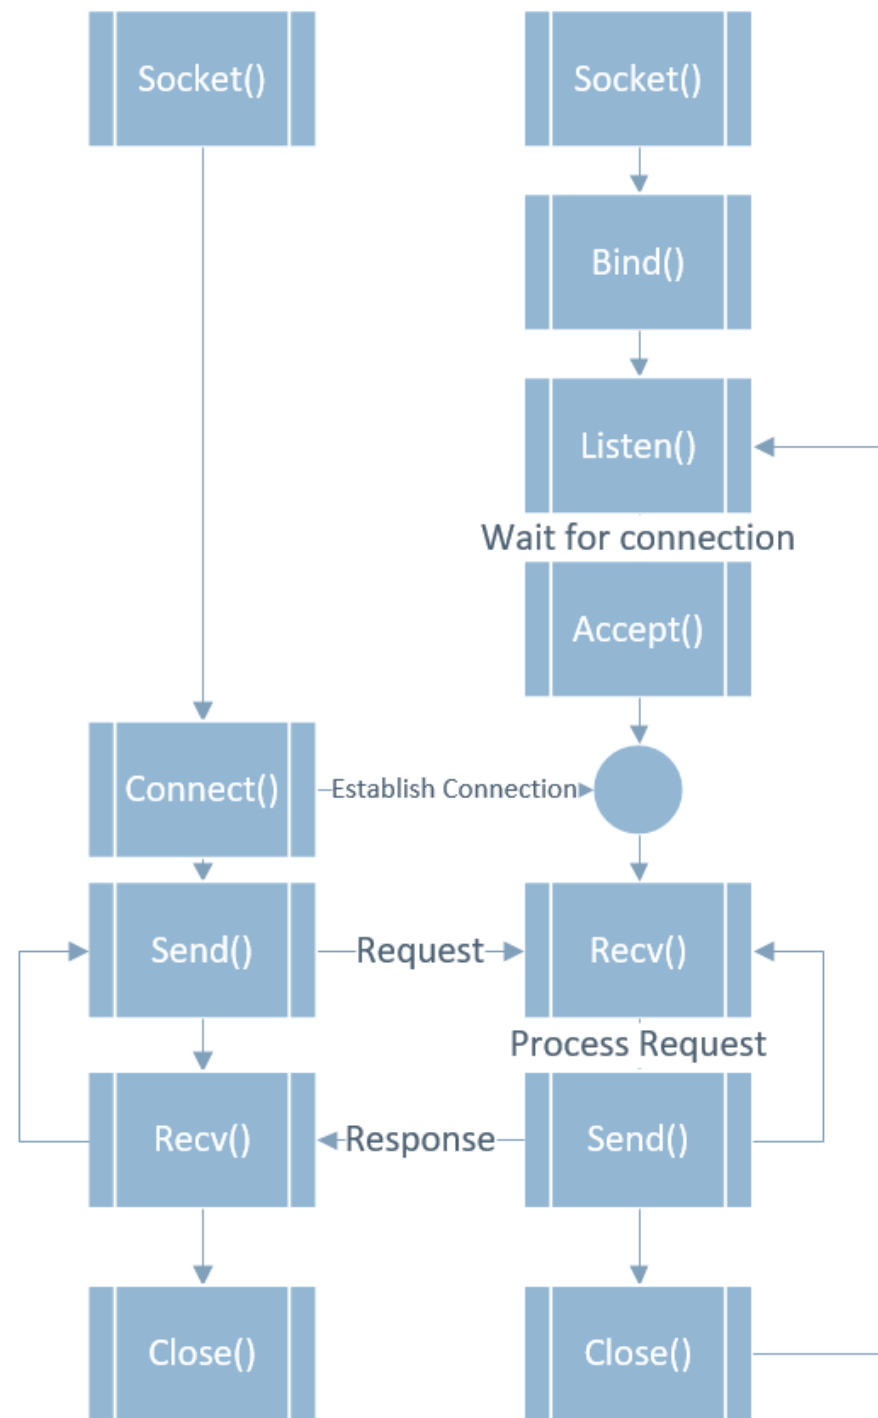 Socket()
Socket()
Bind()
Listen()
Wait for connection
Accept()
Connect()
Establish Connection
Send()
Request
Recv()
Process Request
Recv()
Response
Send()
Close()
Close()